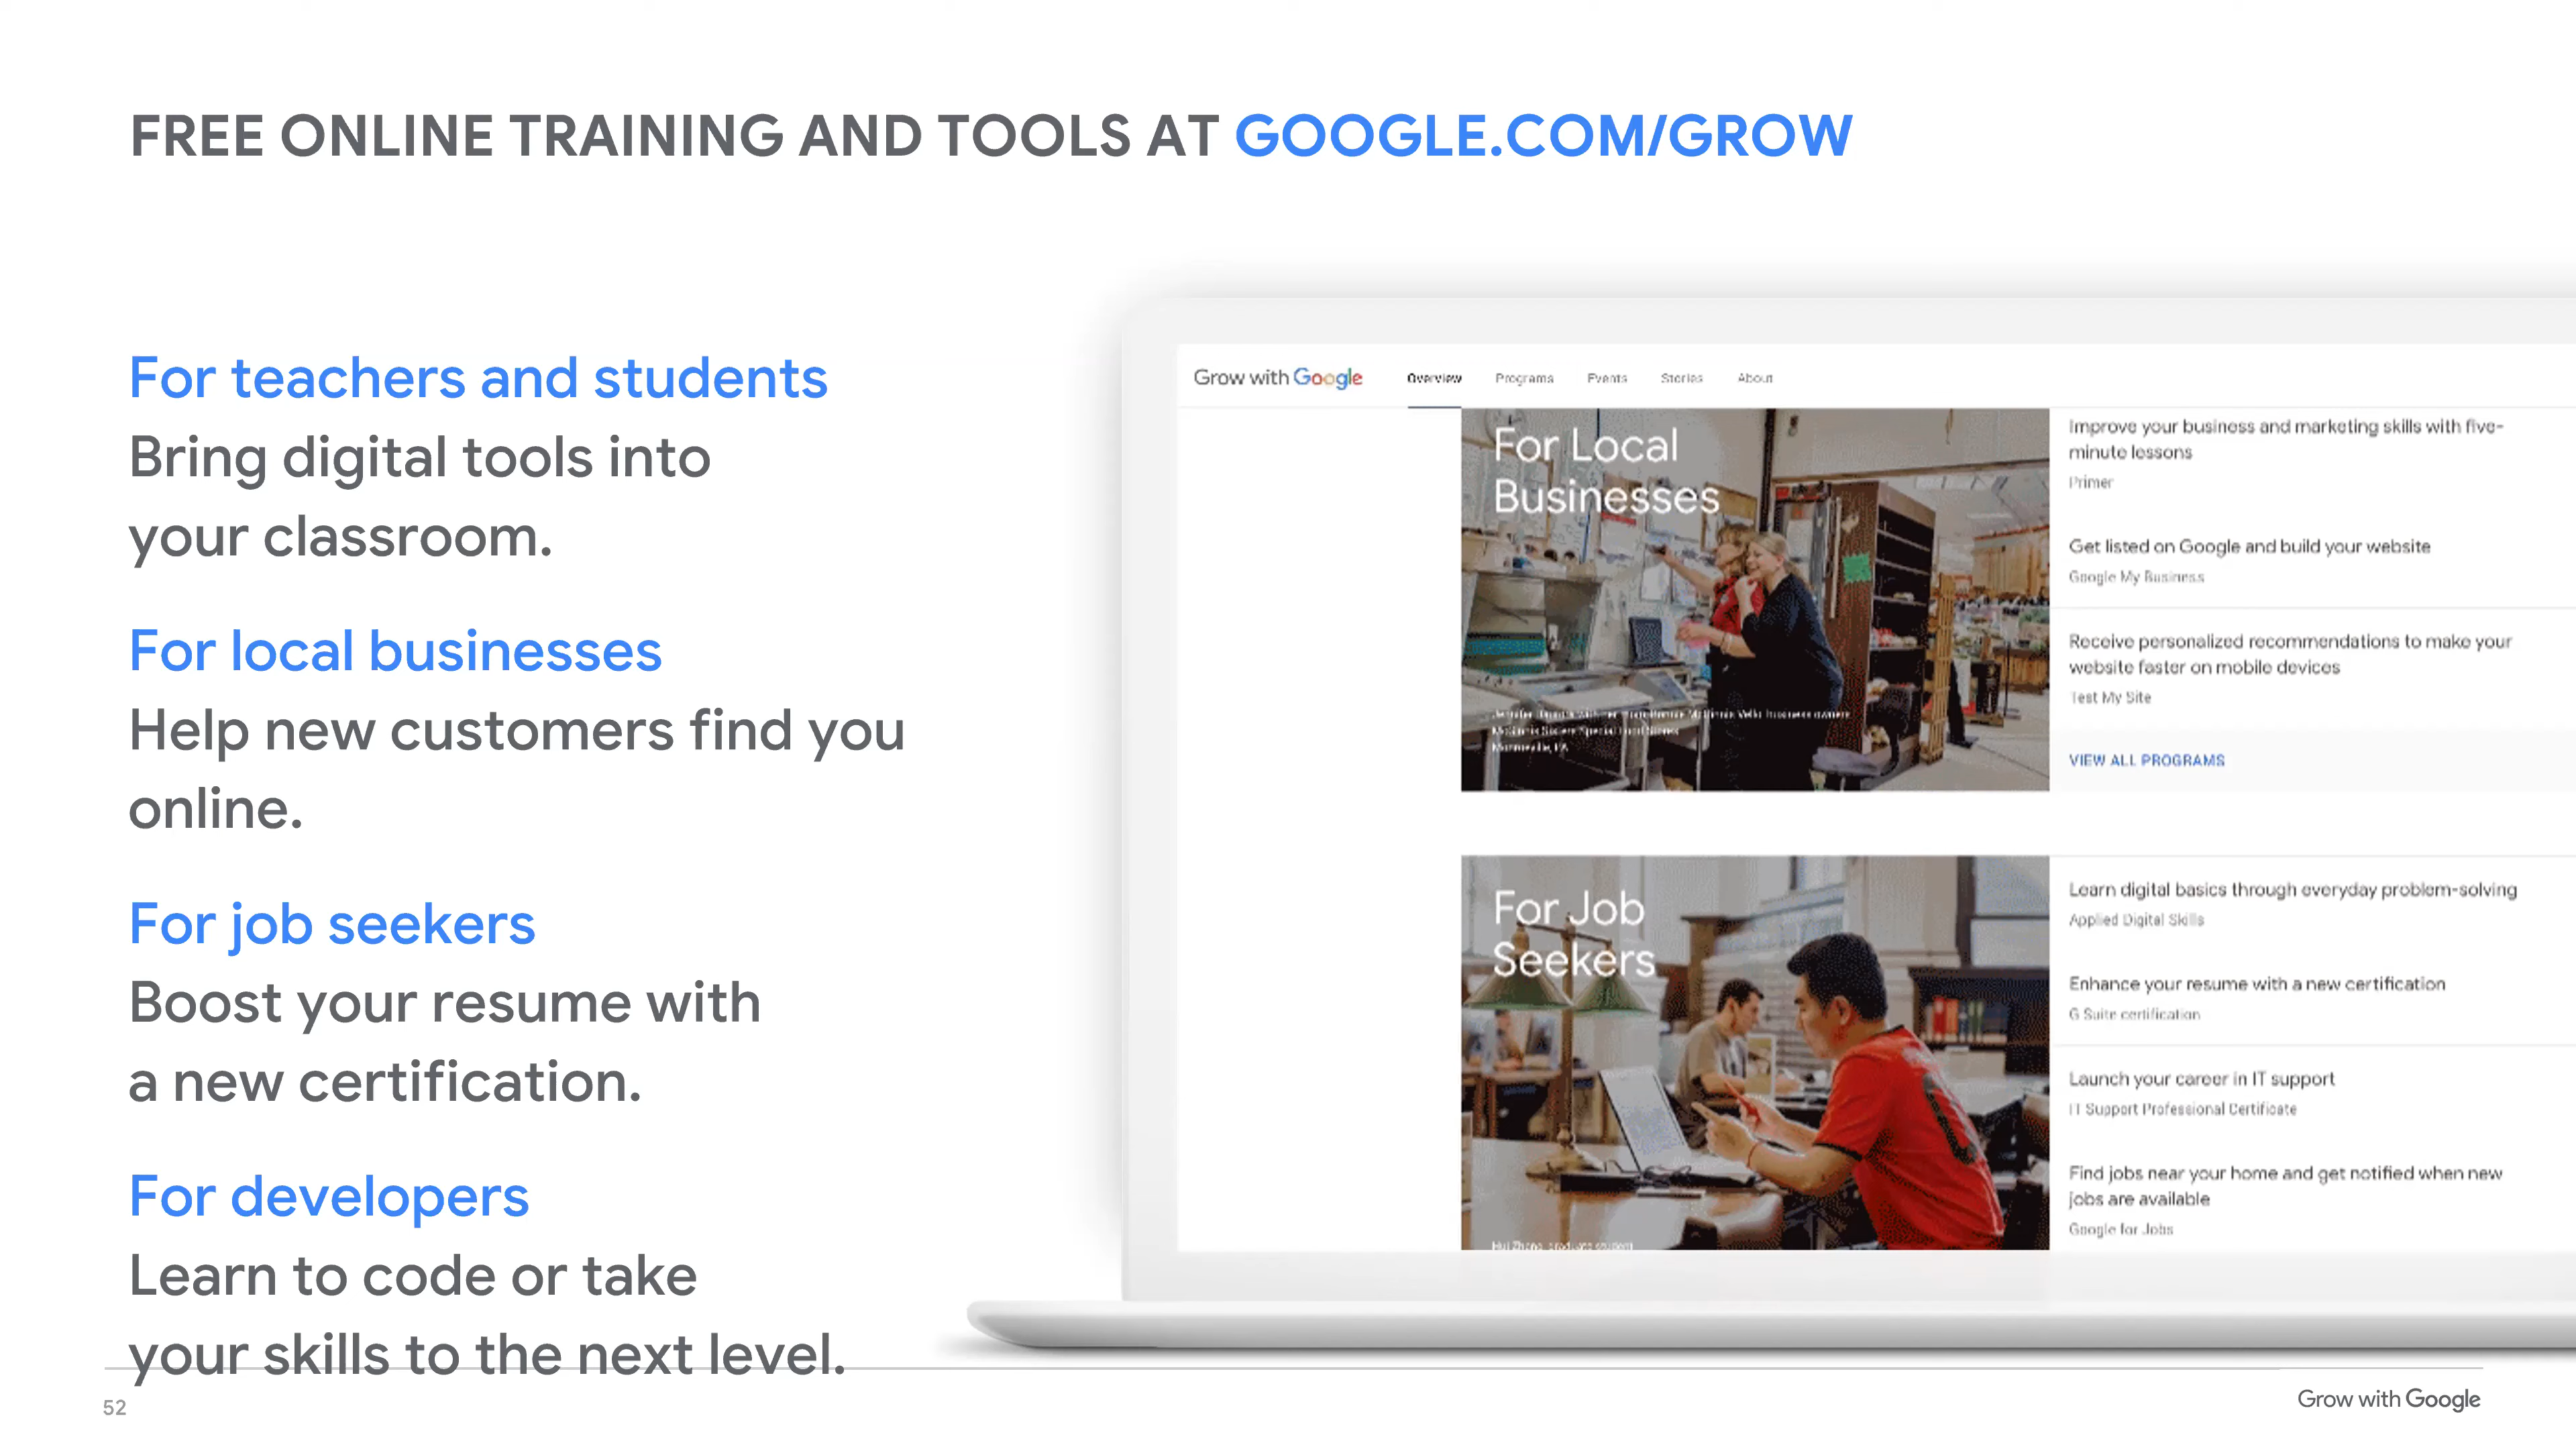 FREE ONLINE TRAINING AND TOOLS AT GOOGLE.COM/GROW
For teachers and students
Bring digital tools into
your classroom.
For local businesses
Help new customers find you
online.
For job seekers
Boost your resume with
a new certification.
For developers
Learn to code or take
your skills to the next level.
Grow with Google
Overview Programs Events Stories About
For Local
Businesses
Improve your business and marketing skills with five-
minute lessons
Primer
Get listed on Google and build your website
Google My Business
Receive personalized recommendations to make your
website faster on mobile devices
Test My Site
VIEW ALL PROGRAMS
For Job
Seekers
Hui Zhang, graduate student
Learn digital basics through everyday problem-solving
Applied Digital Skills
Enhance your resume with a new certification
G Suite certification
Launch your career in IT support
IT Support Professional Certificate
Find jobs near your home and get notified when new
jobs are available
Google for Jobs
52
Grow with Google